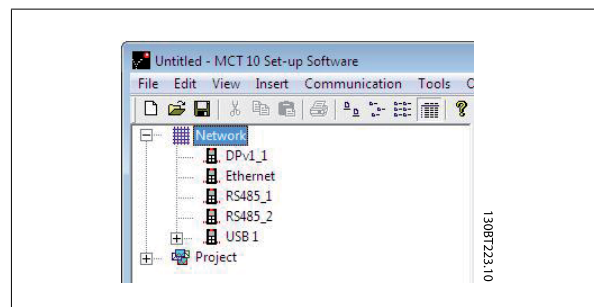 Untitled - MCT 10 Set-up Software
File Edit View Insert Communication Tools
Network
DPv1_1
Ethernet
RS485_1
RS485_2
USB 1
Project
130BT223.10